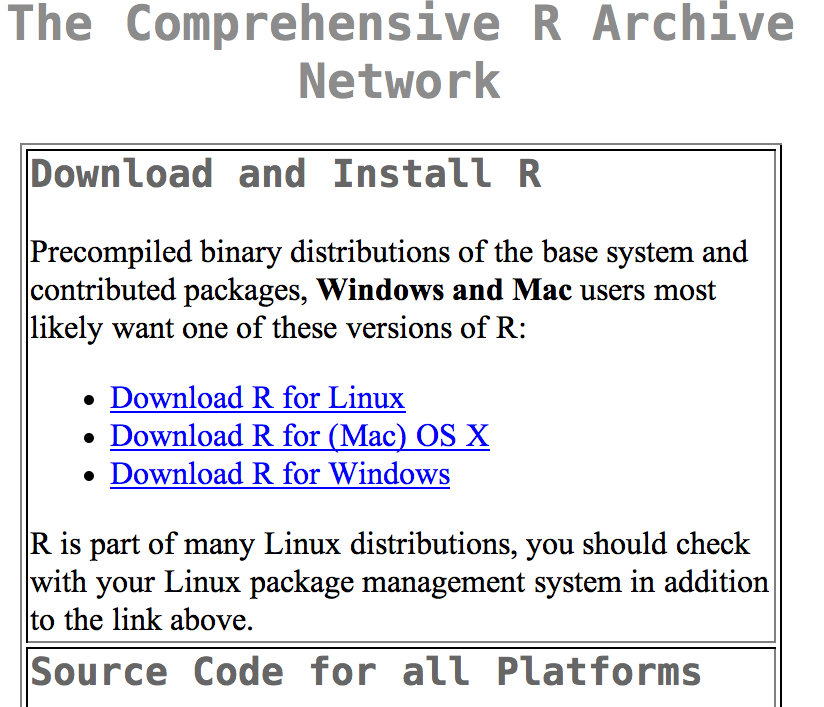 The Comprehensive R Archive
Network
Download and Install R
Precompiled binary distributions of the base system and
contributed packages, Windows and Mac users most
likely want one of these versions of R:
• Download R for Linux
• Download R for (Mac) OS X
• Download R for Windows
R is part of many Linux distributions, you should check
with your Linux package management system in addition
to the link above.
Source Code for all Platforms